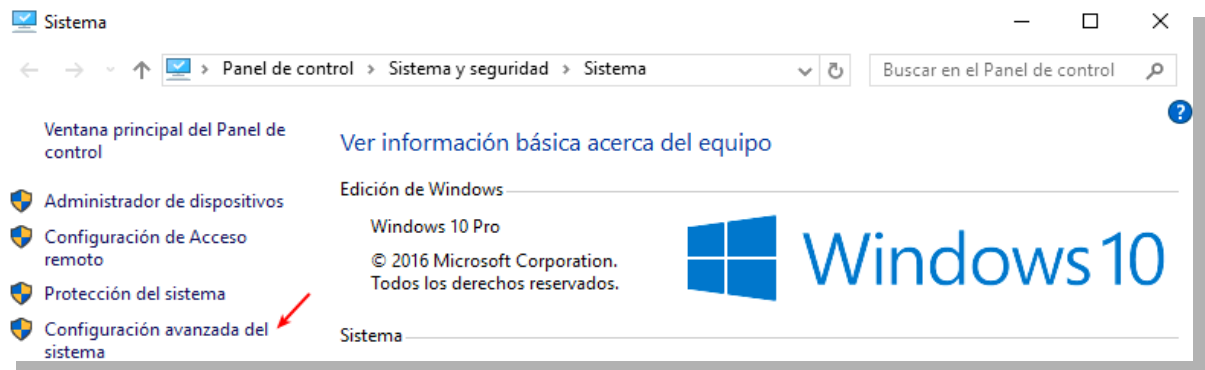 Sistema
Panel de control > Sistema y seguridad > Sistema
Buscar en el Panel de control
?
Ventana principal del Panel de
control
Administrador de dispositivos
Configuración de Acceso
remoto
Protección del sistema
Configuración avanzada del
sistema
Ver información básica acerca del equipo
Edición de Windows
Windows 10 Pro
© 2016 Microsoft Corporation.
Todos los derechos reservados.
Windows 10
Sistema